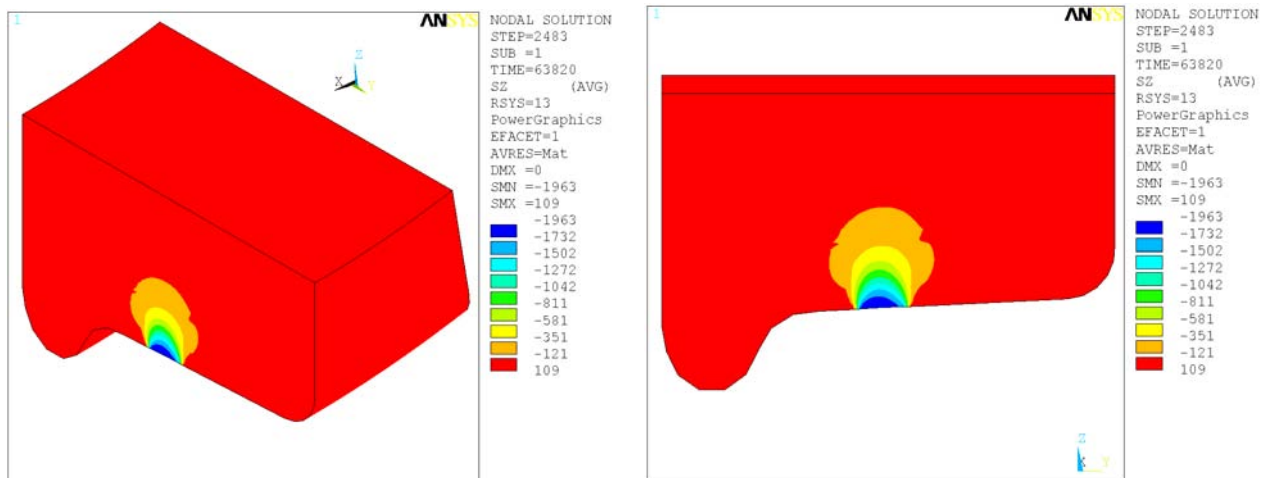 1
ANSYS
NODAL SOLUTION
STEP=2483
SUB =1
TIME=63820
SZ (AVG)
RSYS=13
PowerGraphics
EFACET=1
AVRES=Mat
DMX =0
SMN =-1963
SMX =109
-1963
-1732
-1502
-1272
-1042
-811
-581
-351
-121
109
Z
X
Y
1
ANSYS
NODAL SOLUTION
STEP=2483
SUB =1
TIME=63820
SZ (AVG)
RSYS=13
PowerGraphics
EFACET=1
AVRES=Mat
DMX =0
SMN =-1963
SMX =109
-1963
-1732
-1502
-1272
-1042
-811
-581
-351
-121
109
Z
X Y